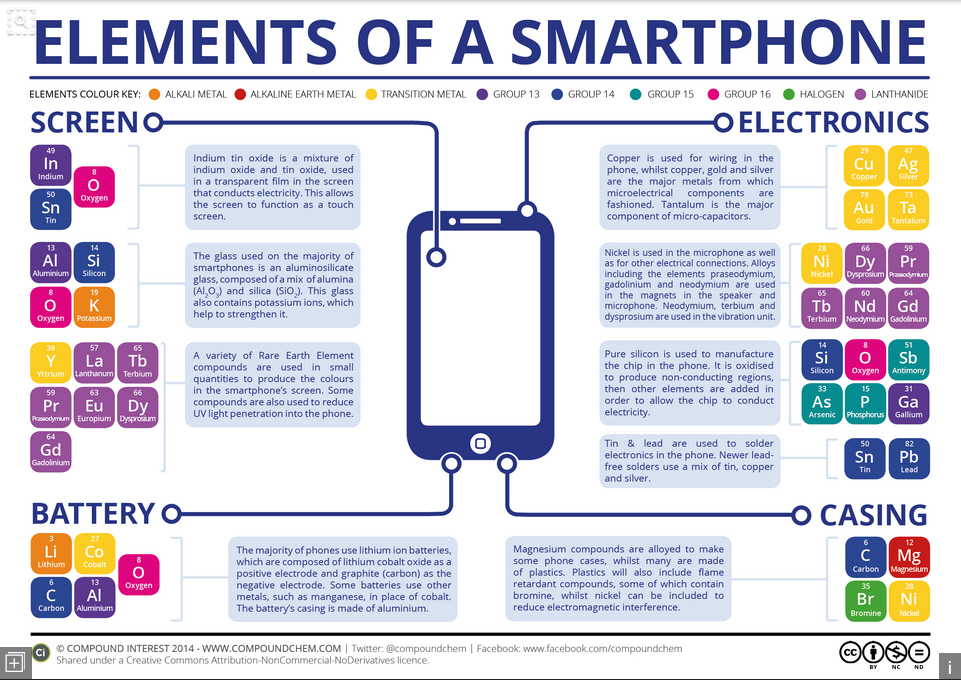 ELEMENTS OF A SMARTPHONE
ELEMENTS COLOUR KEY: ALKALI METAL ALKALINE EARTH METAL TRANSITION METAL GROUP 13 GROUP 14 GROUP 15 GROUP 16 HALOGEN LANTHANIDE
SCREEN
49
In
Indium
8
O
Oxygen
50
Sn
Tin
Indium tin oxide is a mixture of
indium oxide and tin oxide, used
in a transparent film in the screen
that conducts electricity. This allows
the screen to function as a touch
screen.
13
Al
Aluminium
14
Si
Silicon
8
O
Oxygen
19
K
Potassium
The glass used on the majority of
smartphones is an aluminosilicate
glass, composed of a mix of alumina
(Al₂O₃) and silica (SiO₂). This glass
also contains potassium ions, which
help to strengthen it.
39
Y
Yttrium
57
La
Lanthanum
65
Tb
Terbium
59
Pr
Praseodymium
63
Eu
Europium
66
Dy
Dysprosium
64
Gd
Gadolinium
A variety of Rare Earth Element
compounds are used in small
quantities to produce the colours
in the smartphone's screen. Some
compounds are also used to reduce
UV light penetration into the phone.
ELECTRONICS
Copper is used for wiring in the
phone, whilst copper, gold and silver
are the major metals from which
microelectrical components are
fashioned. Tantalum is the major
component of micro-capacitors.
29
Cu
Copper
47
Ag
Silver
79
Au
Gold
73
Ta
Tantalum
Nickel is used in the microphone as well
as for other electrical connections. Alloys
including the elements praseodymium,
gadolinium and neodymium are used
in the magnets in the speaker and
microphone. Neodymium, terbium and
dysprosium are used in the vibration unit.
28
Ni
Nickel
66
Dy
Dysprosium
59
Pr
Praseodymium
65
Tb
Terbium
60
Nd
Neodymium
64
Gd
Gadolinium
Pure silicon is used to manufacture
the chip in the phone. It is oxidised
to produce non-conducting regions,
then other elements are added in
order to allow the chip to conduct
electricity.
14
Si
Silicon
8
O
Oxygen
51
Sb
Antimony
33
As
Arsenic
15
P
Phosphorus
31
Ga
Gallium
Tin & lead are used to solder
electronics in the phone. Newer lead-
free solders use a mix of tin, copper
and silver.
50
Sn
Tin
82
Pb
Lead
BATTERY
3
Li
Lithium
27
Co
Cobalt
8
O
Oxygen
6
C
Carbon
13
Al
Aluminium
The majority of phones use lithium ion batteries,
which are composed of lithium cobalt oxide as a
positive electrode and graphite (carbon) as the
negative electrode. Some batteries use other
metals, such as manganese, in place of cobalt.
The battery's casing is made of aluminium.
CASING
Magnesium compounds are alloyed to make
some phone cases, whilst many are made
of plastics. Plastics will also include flame
retardant compounds, some of which contain
bromine, whilst nickel can be included to
reduce electromagnetic interference.
6
C
Carbon
12
Mg
Magnesium
35
Br
Bromine
28
Ni
Nickel
Ci
© COMPOUND INTEREST 2014 - WWW.COMPOUNDCHEM.COM | Twitter: @compoundchem | Facebook: www.facebook.com/compoundchem
Shared under a Creative Commons Attribution-NonCommercial-NoDerivatives licence.
cc
BY NC ND
i